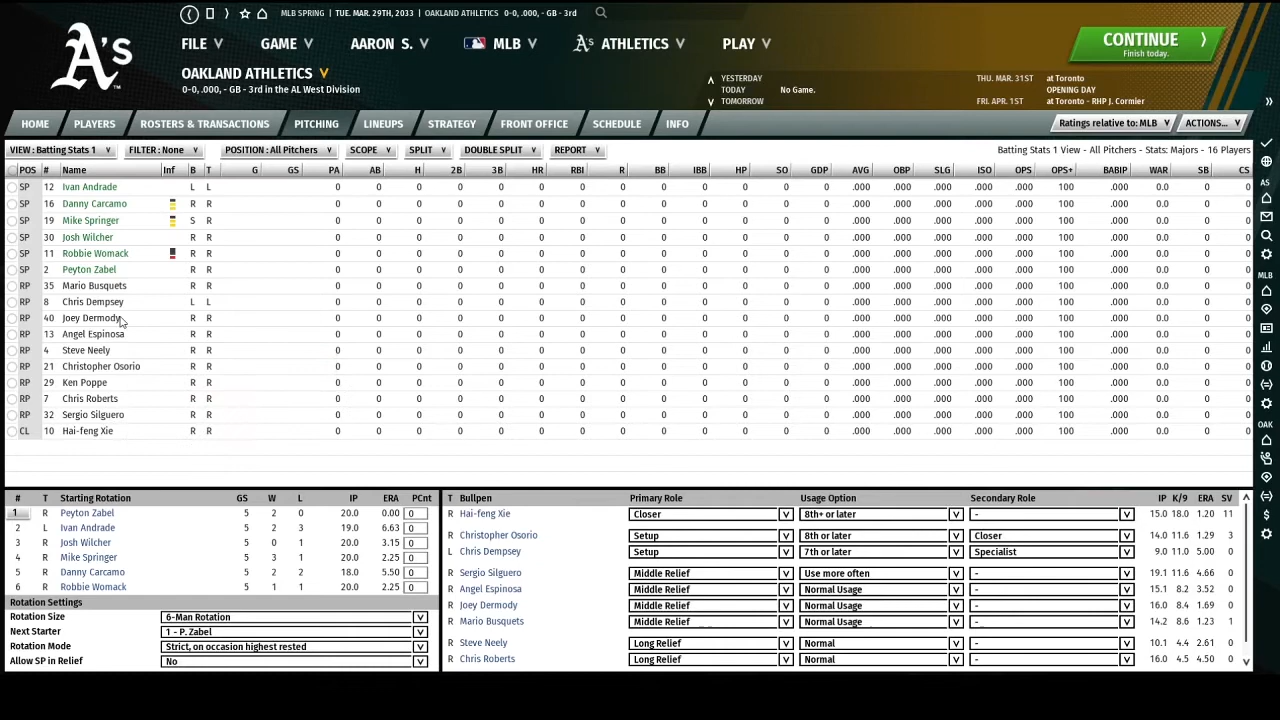 MLB SPRING | TUE. MAR. 29TH, 2033 | OAKLAND ATHLETICS 0-0, .000, - GB - 3rd
A's FILE GAME AARON S. MLB ATHLETICS PLAY CONTINUE
Finish today.
OAKLAND ATHLETICS
0-0, .000, - GB - 3rd in the AL West Division
YESTERDAY THU. MAR. 31ST at Toronto
TODAY No Game. OPENING DAY
TOMORROW FRI. APR. 1ST at Toronto - RHP J. Cormier
HOME PLAYERS ROSTERS & TRANSACTIONS PITCHING LINEUPS STRATEGY FRONT OFFICE SCHEDULE INFO Ratings relative to: MLB ACTIONS...
VIEW : Batting Stats 1 FILTER : None POSITION : All Pitchers SCOPE SPLIT DOUBLE SPLIT REPORT Batting Stats 1 View - All Pitchers - Stats: Majors - 16 Players
POS # Name Inf B T G GS PA AB H 2B 3B HR RBI R BB IBB HP SO GDP AVG OBP SLG ISO OPS OPS+ BABIP WAR SB CS
SP 12 Ivan Andrade L L 0 0 0 0 0 0 0 0 0 0 0 0 0 .000 .000 .000 .000 .000 100 .000 0.0 0 0
SP 16 Danny Carcamo R R 0 0 0 0 0 0 0 0 0 0 0 0 0 .000 .000 .000 .000 .000 100 .000 0.0 0 0
SP 19 Mike Springer S R 0 0 0 0 0 0 0 0 0 0 0 0 0 .000 .000 .000 .000 .000 100 .000 0.0 0 0
SP 30 Josh Wilcher R R 0 0 0 0 0 0 0 0 0 0 0 0 0 .000 .000 .000 .000 .000 100 .000 0.0 0 0
SP 11 Robbie Womack R R 0 0 0 0 0 0 0 0 0 0 0 0 0 .000 .000 .000 .000 .000 100 .000 0.0 0 0
SP 2 Peyton Zabel R R 0 0 0 0 0 0 0 0 0 0 0 0 0 .000 .000 .000 .000 .000 100 .000 0.0 0 0
RP 35 Mario Busquets R R 0 0 0 0 0 0 0 0 0 0 0 0 0 .000 .000 .000 .000 .000 100 .000 0.0 0 0
RP 8 Chris Dempsey L L 0 0 0 0 0 0 0 0 0 0 0 0 0 .000 .000 .000 .000 .000 100 .000 0.0 0 0
RP 40 Joey Dermody R R 0 0 0 0 0 0 0 0 0 0 0 0 0 .000 .000 .000 .000 .000 100 .000 0.0 0 0
RP 13 Angel Espinosa R R 0 0 0 0 0 0 0 0 0 0 0 0 0 .000 .000 .000 .000 .000 100 .000 0.0 0 0
RP 4 Steve Neely R R 0 0 0 0 0 0 0 0 0 0 0 0 0 .000 .000 .000 .000 .000 100 .000 0.0 0 0
RP 21 Christopher Osorio R R 0 0 0 0 0 0 0 0 0 0 0 0 0 .000 .000 .000 .000 .000 100 .000 0.0 0 0
RP 29 Ken Poppe R R 0 0 0 0 0 0 0 0 0 0 0 0 0 .000 .000 .000 .000 .000 100 .000 0.0 0 0
RP 7 Chris Roberts R R 0 0 0 0 0 0 0 0 0 0 0 0 0 .000 .000 .000 .000 .000 100 .000 0.0 0 0
RP 32 Sergio Silguero R R 0 0 0 0 0 0 0 0 0 0 0 0 0 .000 .000 .000 .000 .000 100 .000 0.0 0 0
CL 10 Hai-feng Xie R R 0 0 0 0 0 0 0 0 0 0 0 0 0 .000 .000 .000 .000 .000 100 .000 0.0 0 0
# T Starting Rotation GS W L IP ERA PCnt
1 R Peyton Zabel 5 2 0 20.0 0.00 0
2 L Ivan Andrade 5 2 3 19.0 6.63 0
3 R Josh Wilcher 5 0 1 20.0 3.15 0
4 R Mike Springer 5 3 1 20.0 2.25 0
5 R Danny Carcamo 5 2 2 18.0 5.50 0
6 R Robbie Womack 5 1 1 20.0 2.25 0
Rotation Settings
Rotation Size 6-Man Rotation
Next Starter 1 - P. Zabel
Rotation Mode Strict, on occasion highest rested
Allow SP in Relief No
T Bullpen Primary Role Usage Option Secondary Role IP K/9 ERA SV
R Hai-feng Xie Closer 8th+ or later - 15.0 18.0 1.20 11
R Christopher Osorio Setup 8th or later Closer 14.0 11.6 1.29 3
L Chris Dempsey Setup 7th or later Specialist 9.0 11.0 5.00 0
R Sergio Silguero Middle Relief Use more often - 19.1 11.6 4.66 0
R Angel Espinosa Middle Relief Normal Usage - 15.1 8.2 3.52 0
R Joey Dermody Middle Relief Normal Usage - 16.0 8.4 1.69 0
R Mario Busquets Middle Relief Normal Usage - 14.2 8.6 1.23 1
R Steve Neely Long Relief Normal - 10.1 4.4 2.61 0
R Chris Roberts Long Relief Normal - 16.0 4.5 4.50 0
AS
MLB
OAK